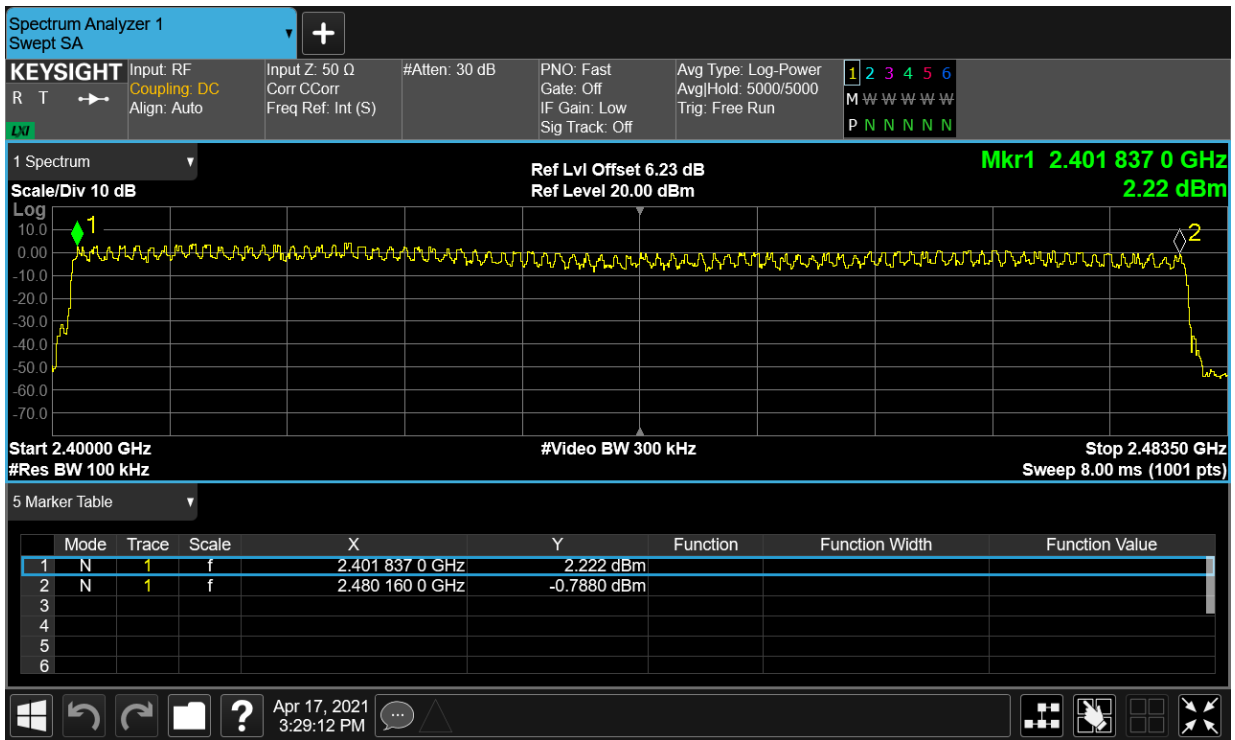 Spectrum Analyzer 1
Swept SA
KEYSIGHT
R T
LXI
Input: RF
Coupling: DC
Align: Auto
Input Z: 50 Ω
Corr CCorr
Freq Ref: Int (S)
#Atten: 30 dB
PNO: Fast
Gate: Off
IF Gain: Low
Sig Track: Off
Avg Type: Log-Power
Avg|Hold: 5000/5000
Trig: Free Run
1 2 3 4 5 6
M W W W W W
P N N N N N
1 Spectrum
Scale/Div 10 dB
Ref Lvl Offset 6.23 dB
Ref Level 20.00 dBm
Mkr1 2.401 837 0 GHz
2.22 dBm
Log
10.0
0.00
-10.0
-20.0
-30.0
-40.0
-50.0
-60.0
-70.0
1
2
Start 2.40000 GHz
#Res BW 100 kHz
#Video BW 300 kHz
Stop 2.48350 GHz
Sweep 8.00 ms (1001 pts)
5 Marker Table
Mode Trace Scale X Y Function Function Width Function Value
1 N 1 f 2.401 837 0 GHz 2.222 dBm
2 N 1 f 2.480 160 0 GHz -0.7880 dBm
3
4
5
6
?
Apr 17, 2021
3:29:12 PM